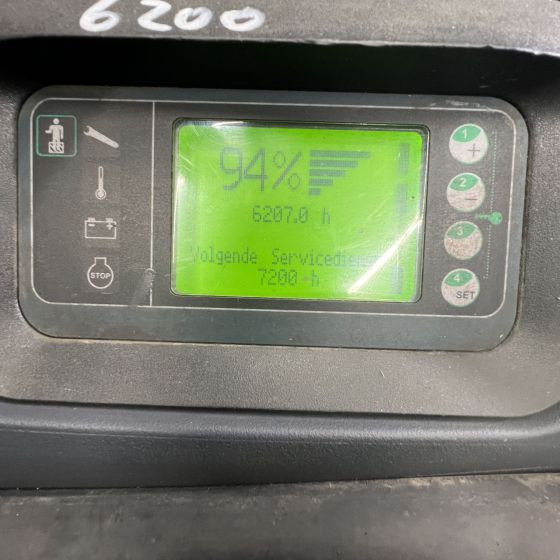 6200
94%
6207.0 h
Volgende Servicedienst
7200 h
STOP
1
+
2
-
3
4
SET